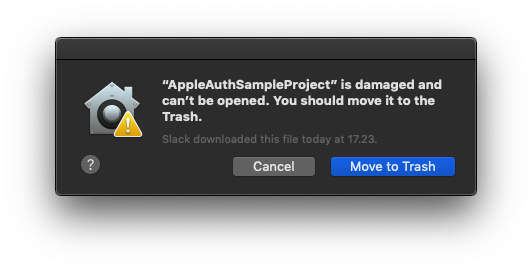 “AppleAuthSampleProject” is damaged and
can’t be opened. You should move it to the
Trash.
Slack downloaded this file today at 17.23.
?
Cancel
Move to Trash